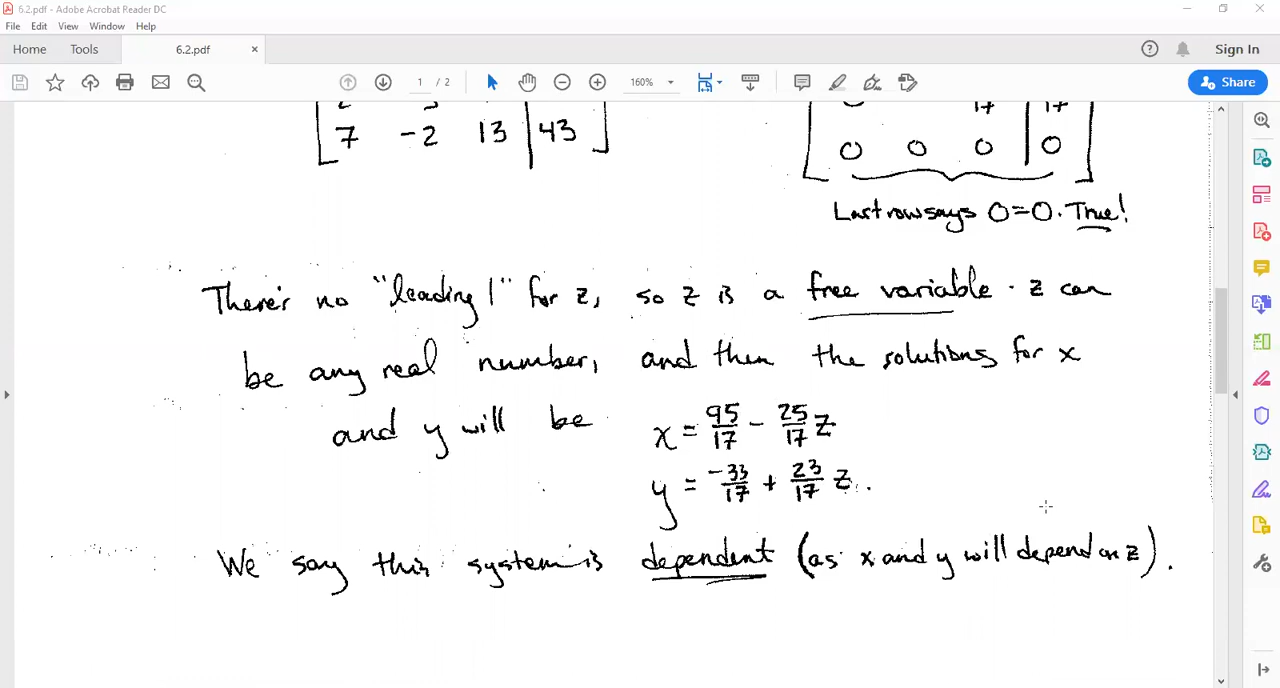 6.2.pdf - Adobe Acrobat Reader DC
File Edit View Window Help
Home Tools 6.2.pdf × Sign In
1 / 2 160% Share
7 -2 13 | 43
17 | 17
0 0 0 | 0
Last row says 0=0. True!
There's no "leading 1" for z, so z is a free variable. z can
be any real number, and then the solutions for x
and y will be x = 95/17 - 25/17 z
y = -33/17 + 23/17 z.
We say this system is dependent (as x and y will depend on z).